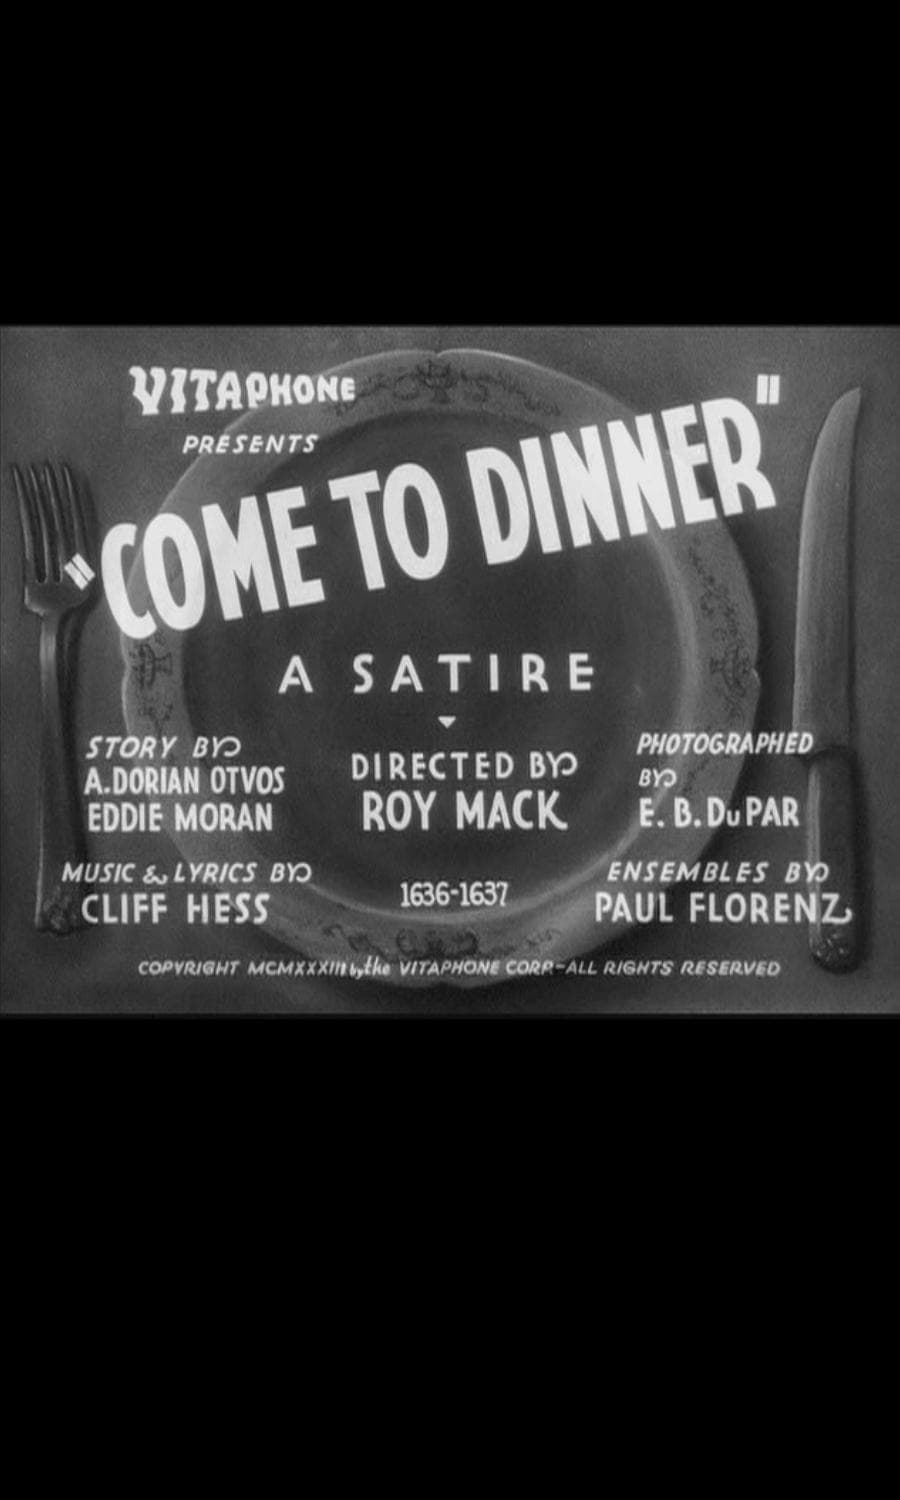 VITAPHONE
PRESENTS
"COME TO DINNER"
A SATIRE
STORY BY
A. DORIAN OTVOS
EDDIE MORAN
DIRECTED BY
ROY MACK
PHOTOGRAPHED
BY
E. B. Du PAR
MUSIC & LYRICS BY
CLIFF HESS
1636-1637
ENSEMBLES BY
PAUL FLORENZ
COPYRIGHT MCMXXXIII by the VITAPHONE CORP-ALL RIGHTS RESERVED